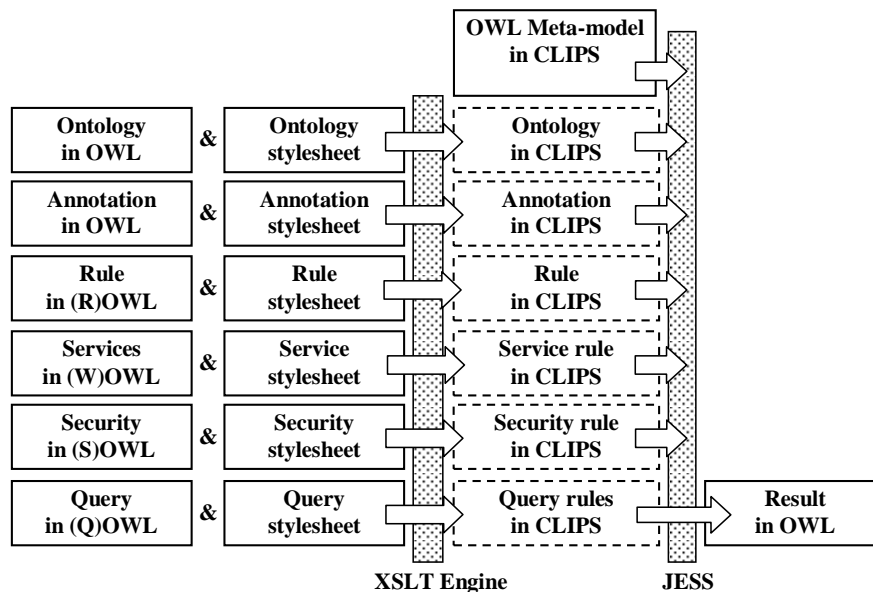 OWL Meta-model
in CLIPS
Ontology
in OWL
&
Ontology
stylesheet
Ontology
in CLIPS
Annotation
in OWL
&
Annotation
stylesheet
Annotation
in CLIPS
Rule
in (R)OWL
&
Rule
stylesheet
Rule
in CLIPS
Services
in (W)OWL
&
Service
stylesheet
Service rule
in CLIPS
Security
in (S)OWL
&
Security
stylesheet
Security rule
in CLIPS
Query
in (Q)OWL
&
Query
stylesheet
Query rules
in CLIPS
Result
in OWL
XSLT Engine
JESS